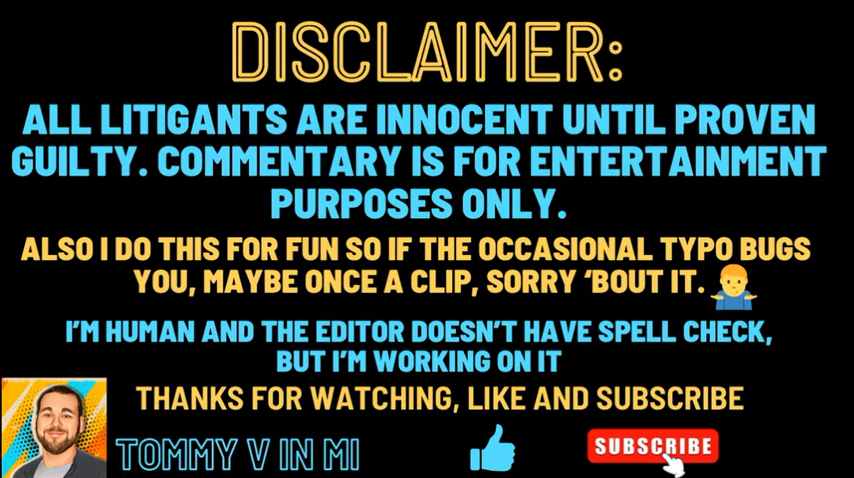 DISCLAIMER:
ALL LITIGANTS ARE INNOCENT UNTIL PROVEN
GUILTY. COMMENTARY IS FOR ENTERTAINMENT
PURPOSES ONLY.
ALSO I DO THIS FOR FUN SO IF THE OCCASIONAL TYPO BUGS
YOU, MAYBE ONCE A CLIP, SORRY ‘BOUT IT.
I’M HUMAN AND THE EDITOR DOESN’T HAVE SPELL CHECK,
BUT I’M WORKING ON IT
THANKS FOR WATCHING, LIKE AND SUBSCRIBE
TOMMY V IN MI
SUBSCRIBE